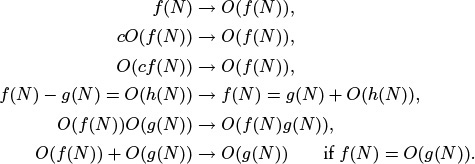 f(N) → O(f(N)),
cO(f(N)) → O(f(N)),
O(cf(N)) → O(f(N)),
f(N) − g(N) = O(h(N)) → f(N) = g(N) + O(h(N)),
O(f(N))O(g(N)) → O(f(N)g(N)),
O(f(N)) + O(g(N)) → O(g(N)) if f(N) = O(g(N)).